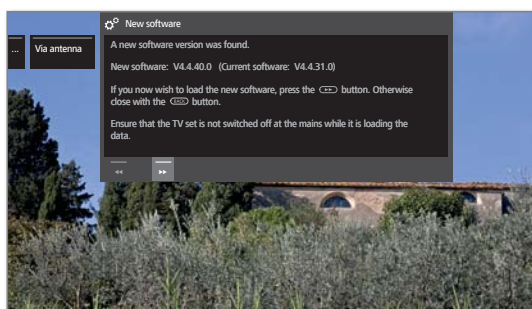 New software
... Via antenna
A new software version was found.
New software: V4.4.40.0 (Current software: V4.4.31.0)
If you now wish to load the new software, press the button. Otherwise
close with the BACK button.
Ensure that the TV set is not switched off at the mains while it is loading the
data.